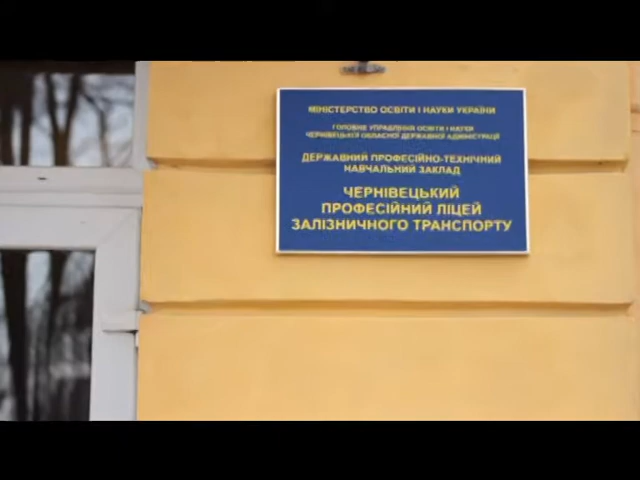 МІНІСТЕРСТВО ОСВІТИ І НАУКИ УКРАЇНИ
ГОЛОВНЕ УПРАВЛІННЯ ОСВІТИ І НАУКИ
ЧЕРНІВЕЦЬКОЇ ОБЛАСНОЇ ДЕРЖАВНОЇ АДМІНІСТРАЦІЇ
ДЕРЖАВНИЙ ПРОФЕСІЙНО-ТЕХНІЧНИЙ
НАВЧАЛЬНИЙ ЗАКЛАД
ЧЕРНІВЕЦЬКИЙ
ПРОФЕСІЙНИЙ ЛІЦЕЙ
ЗАЛІЗНИЧНОГО ТРАНСПОРТУ